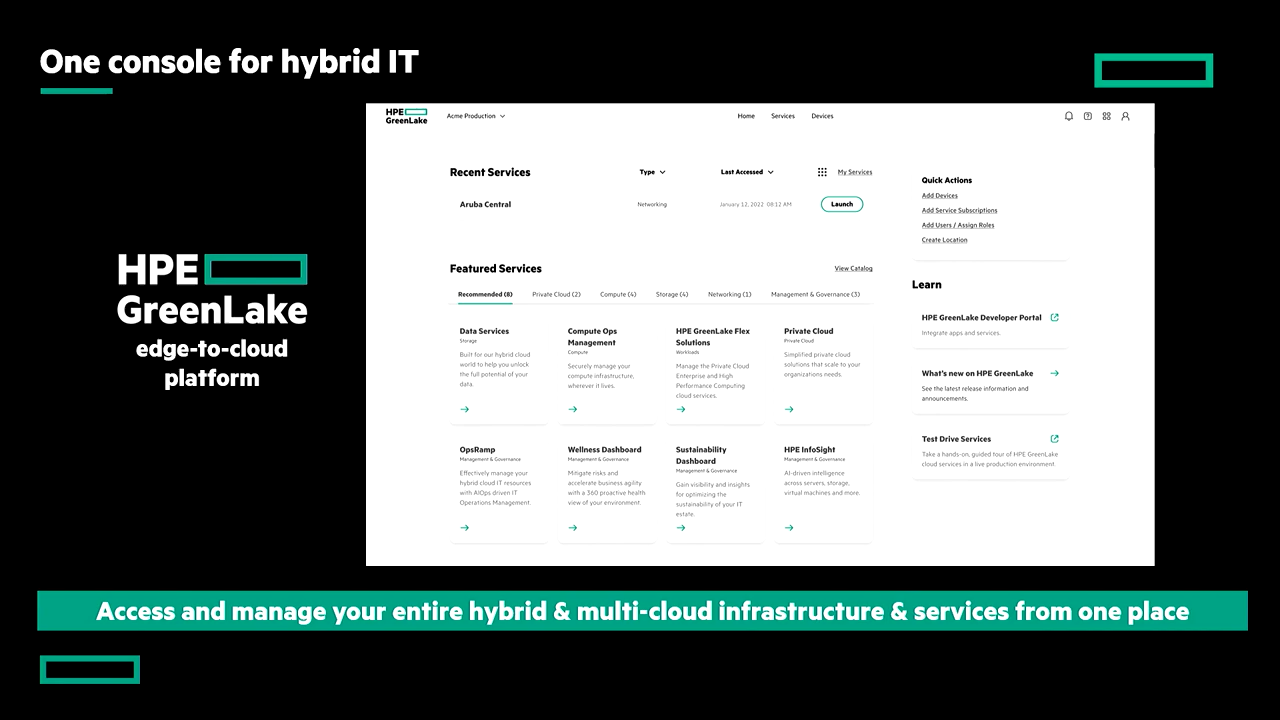 One console for hybrid IT
HPE
GreenLake
edge-to-cloud
platform
HPE
GreenLake
Acme Production
Home Services Devices
Recent Services
Type
Last Accessed
My Services
Aruba Central
Networking
January 12, 2022 08:12 AM
Launch
Featured Services
View Catalog
Recommended (8) Private Cloud (2) Compute (4) Storage (4) Networking (1) Management & Governance (3)
Data Services
Storage
Built for our hybrid cloud
world to help you unlock
the full potential of your
data.
Compute Ops
Management
Compute
Securely manage your
compute infrastructure,
wherever it lives.
HPE GreenLake Flex
Solutions
Workloads
Manage the Private Cloud
Enterprise and High
Performance Computing
cloud services.
Private Cloud
Private Cloud
Simplified private cloud
solutions that scale to your
organizations needs.
OpsRamp
Management & Governance
Effectively manage your
hybrid cloud IT resources
with AIOps driven IT
Operations Management.
Wellness Dashboard
Management & Governance
Mitigate risks and
accelerate business agility
with a 360 proactive health
view of your environment.
Sustainability
Dashboard
Management & Governance
Gain visibility and insights
for optimizing the
sustainability of your IT
estate.
HPE InfoSight
Management & Governance
AI-driven intelligence
across servers, storage,
virtual machines and more.
Quick Actions
Add Devices
Add Service Subscriptions
Add Users / Assign Roles
Create Location
Learn
HPE GreenLake Developer Portal
Integrate apps and services.
What's new on HPE GreenLake
See the latest release information and
announcements.
Test Drive Services
Take a hands-on, guided tour of HPE GreenLake
cloud services in a live production environment.
Access and manage your entire hybrid & multi-cloud infrastructure & services from one place